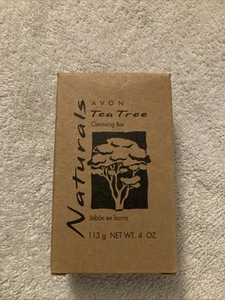 Naturals
AVON
Tea Tree
Cleansing Bar
Jabón en barra
113 g NET WT. 4 OZ.